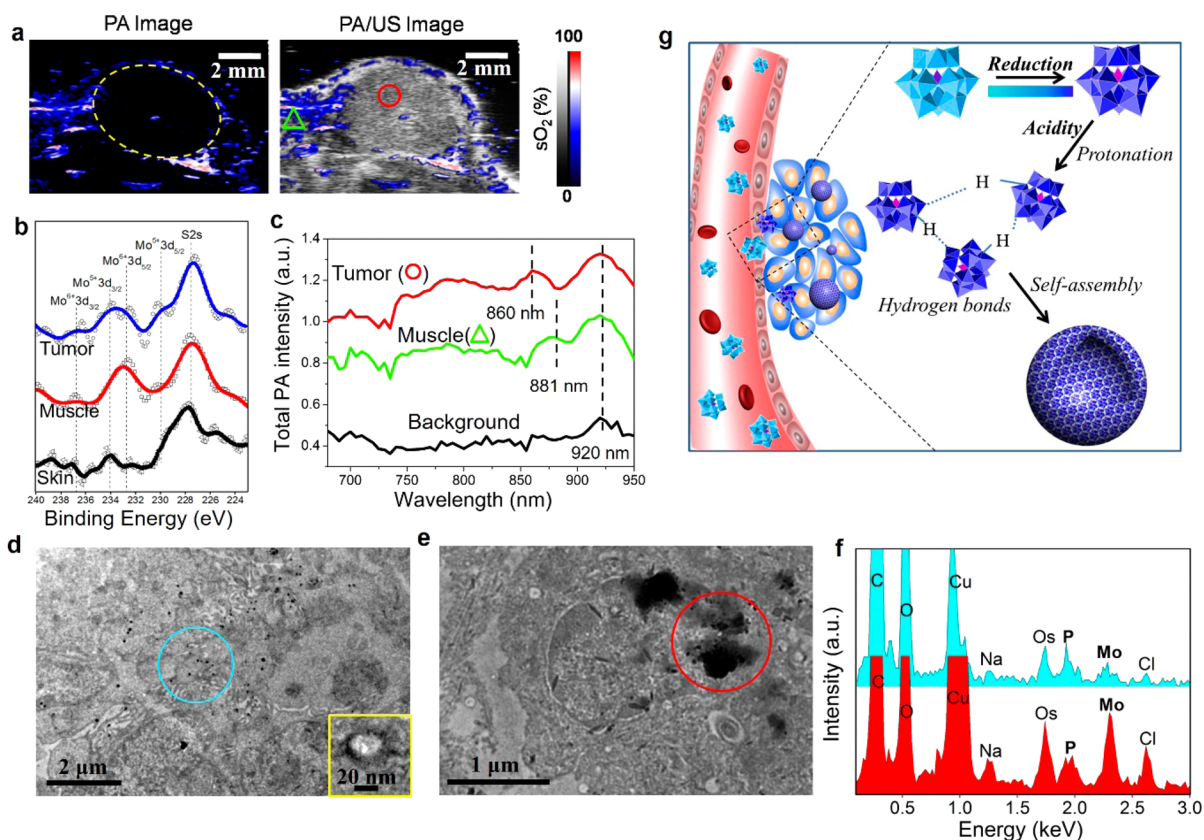 a
PA Image
PA/US Image
2 mm
2 mm
100
sO2 (%)
0
b
Mo6+3d3/2
Mo5+3d3/2
Mo6+3d5/2
Mo5+3d5/2
S2s
Tumor
Muscle
Skin
240 238 236 234 232 230 228 226 224
Binding Energy (eV)
c
1.4
1.2
1.0
0.8
0.6
0.4
Total PA intensity (a.u.)
Tumor (○)
860 nm
Muscle(△)
881 nm
Background
920 nm
700 750 800 850 900 950
Wavelength (nm)
d
2 μm
20 nm
e
1 μm
f
Intensity (a.u.)
C
O
Cu
Na
Os
P
Mo
Cl
C
O
Cu
Na
Os
P
Mo
Cl
0.5 1.0 1.5 2.0 2.5 3.0
Energy (keV)
g
Reduction
Acidity
Protonation
H
H
H
Hydrogen bonds
Self-assembly